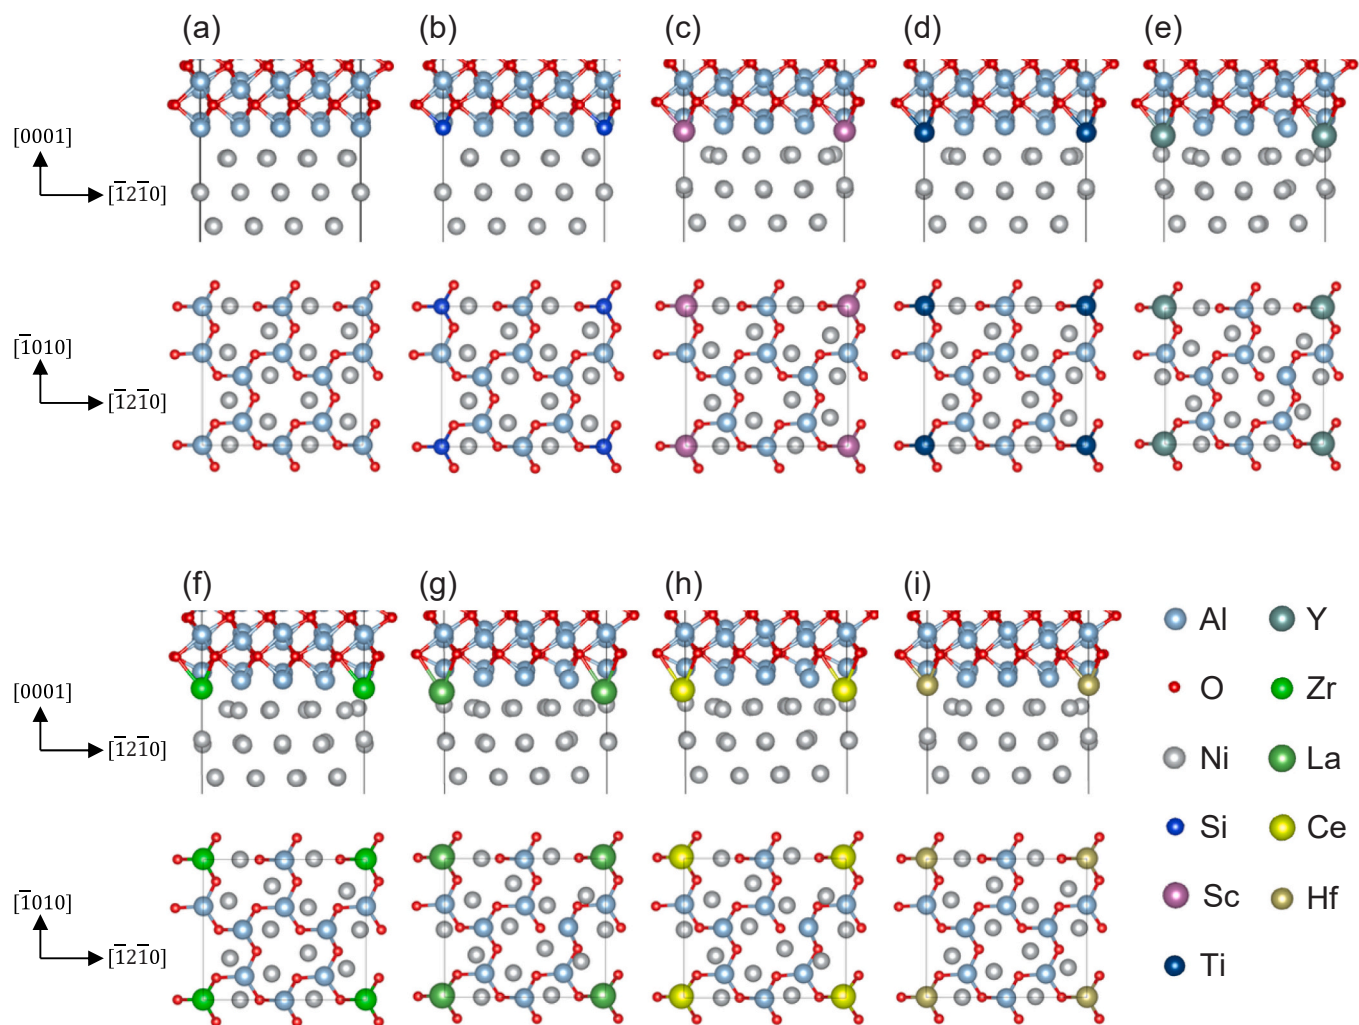 (a) (b) (c) (d) (e)
[0001]
[1̅21̅0]
[1̅010]
[1̅21̅0]
(f) (g) (h) (i)
Al Y
O Zr
[0001]
[1̅21̅0]
Ni La
Si Ce
Sc Hf
[1̅010]
[1̅21̅0]
Ti